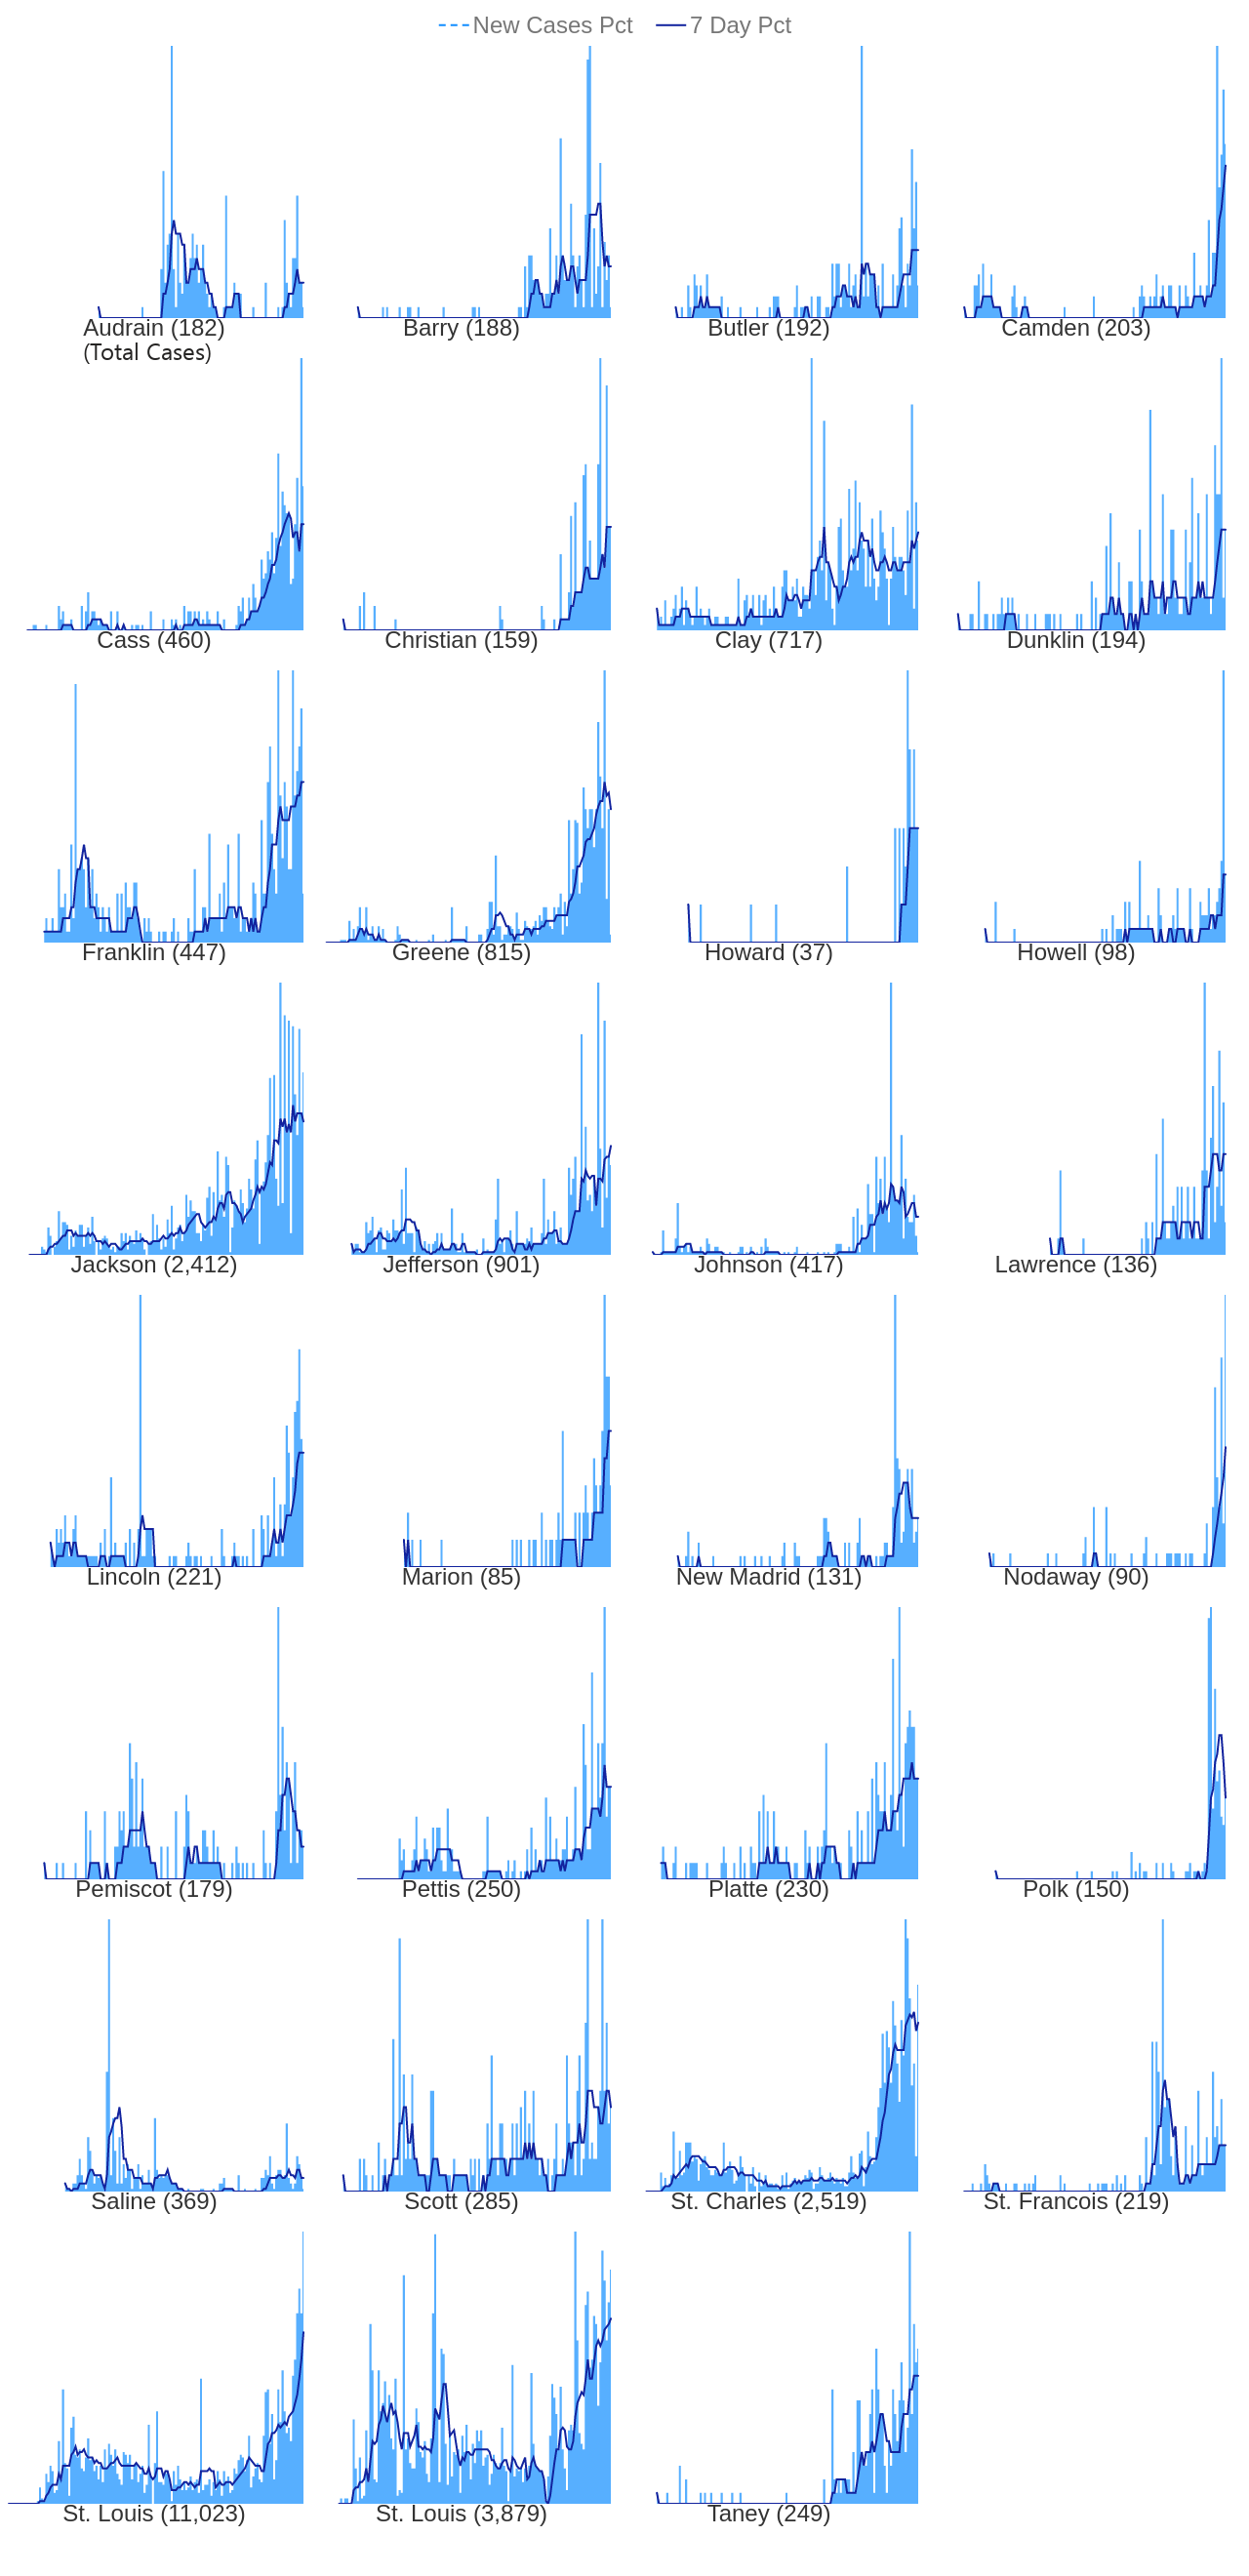 New Cases Pct 7 Day Pct
Audrain (182) Barry (188) Butler (192) Camden (203)
(Total Cases)
Cass (460) Christian (159) Clay (717) Dunklin (194)
Franklin (447) Greene (815) Howard (37) Howell (98)
Jackson (2,412) Jefferson (901) Johnson (417) Lawrence (136)
Lincoln (221) Marion (85) New Madrid (131) Nodaway (90)
Pemiscot (179) Pettis (250) Platte (230) Polk (150)
Saline (369) Scott (285) St. Charles (2,519) St. Francois (219)
St. Louis (11,023) St. Louis (3,879) Taney (249)